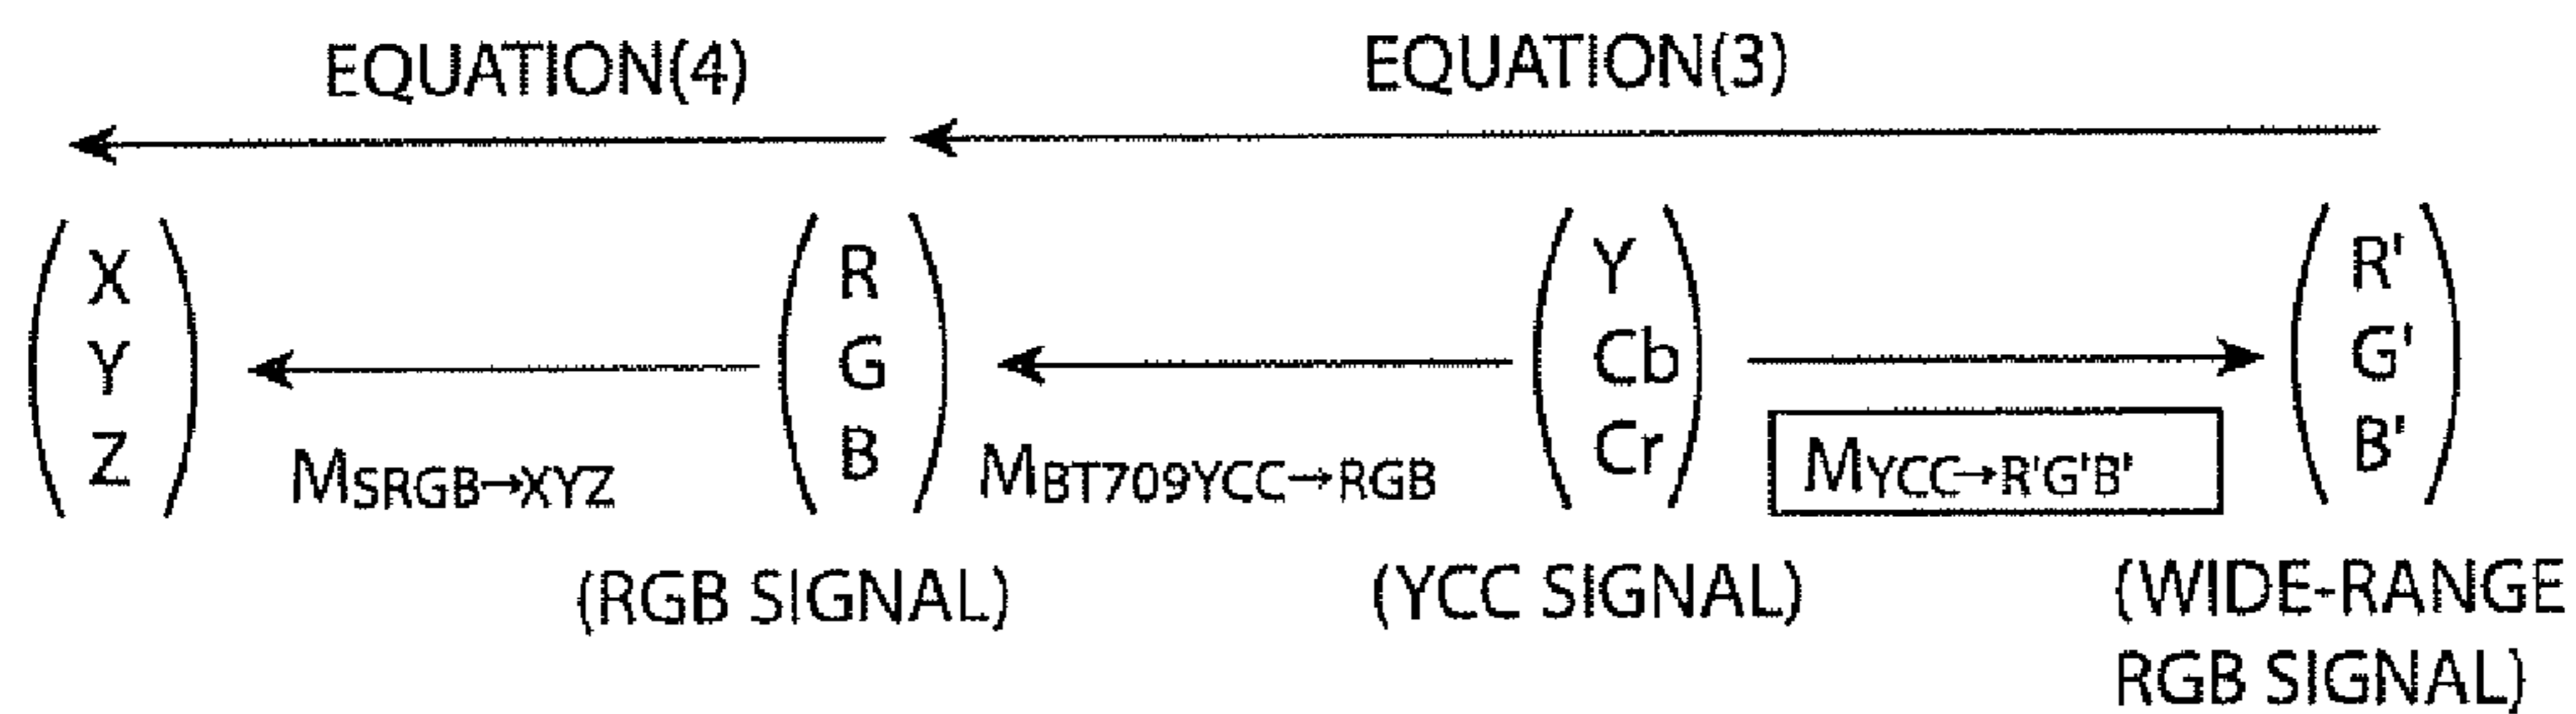 EQUATION(4) EQUATION(3)
X R Y R'
Y G Cb G'
Z B Cr B'
MSRGB→XYZ MBT709YCC→RGB MYCC→R'G'B'
(RGB SIGNAL) (YCC SIGNAL) (WIDE-RANGE
RGB SIGNAL)